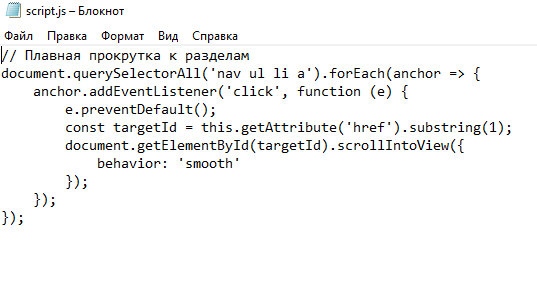 script.js – Блокнот
Файл Правка Формат Вид Справка
// Плавная прокрутка к разделам
document.querySelectorAll('nav ul li a').forEach(anchor => {
    anchor.addEventListener('click', function (e) {
        e.preventDefault();
        const targetId = this.getAttribute('href').substring(1);
        document.getElementById(targetId).scrollIntoView({
            behavior: 'smooth'
        });
    });
});